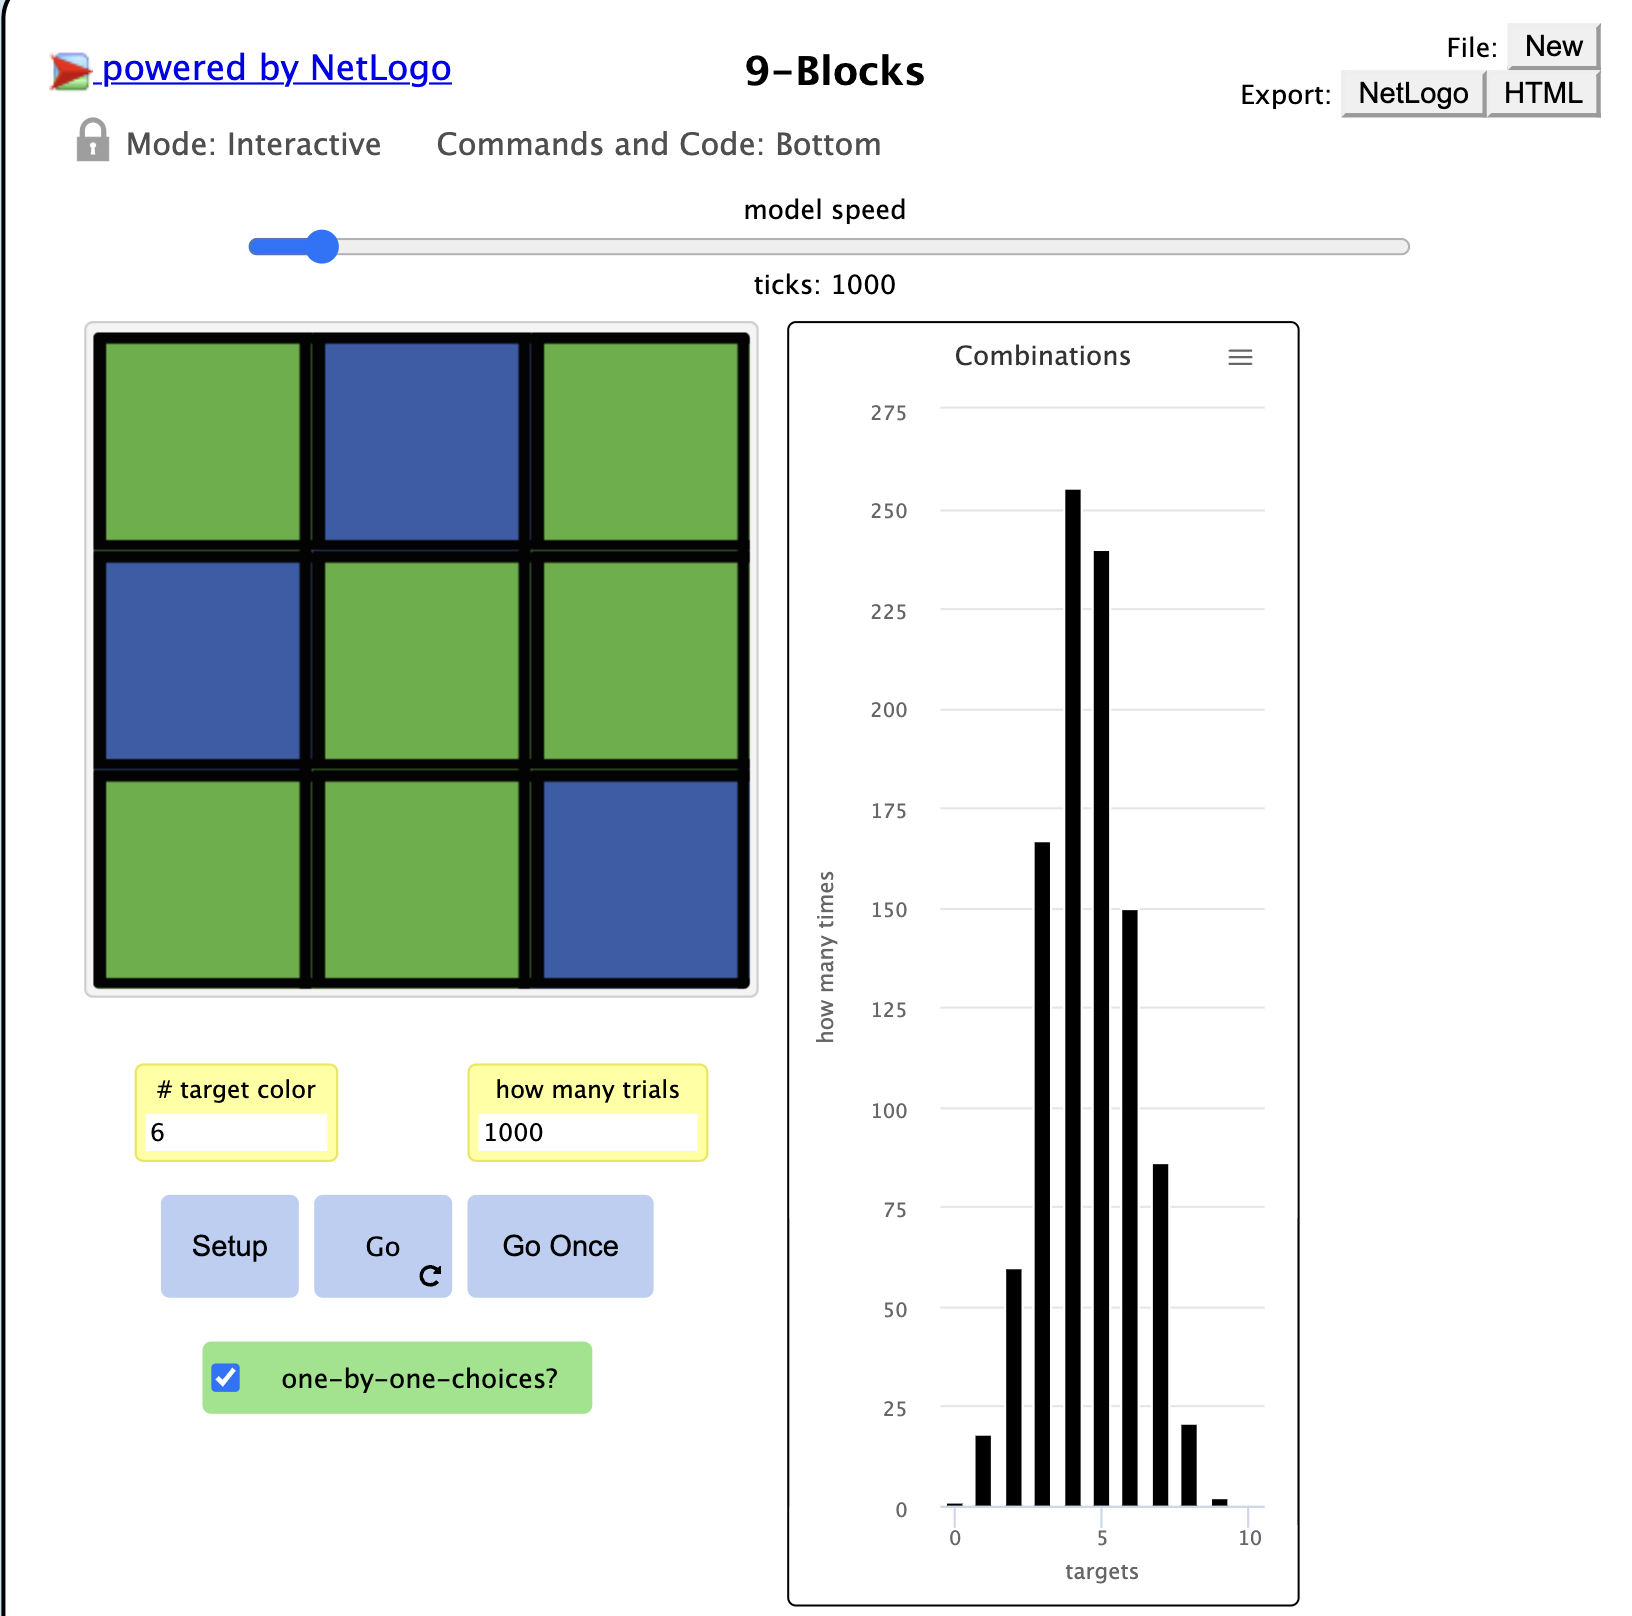 powered by NetLogo
9-Blocks
File: New
Export: NetLogo HTML
Mode: Interactive Commands and Code: Bottom
model speed
ticks: 1000
Combinations
275
250
225
200
175
150
125
100
75
50
25
0
how many times
0 5 10
targets
# target color
6
how many trials
1000
Setup
Go
Go Once
one-by-one-choices?